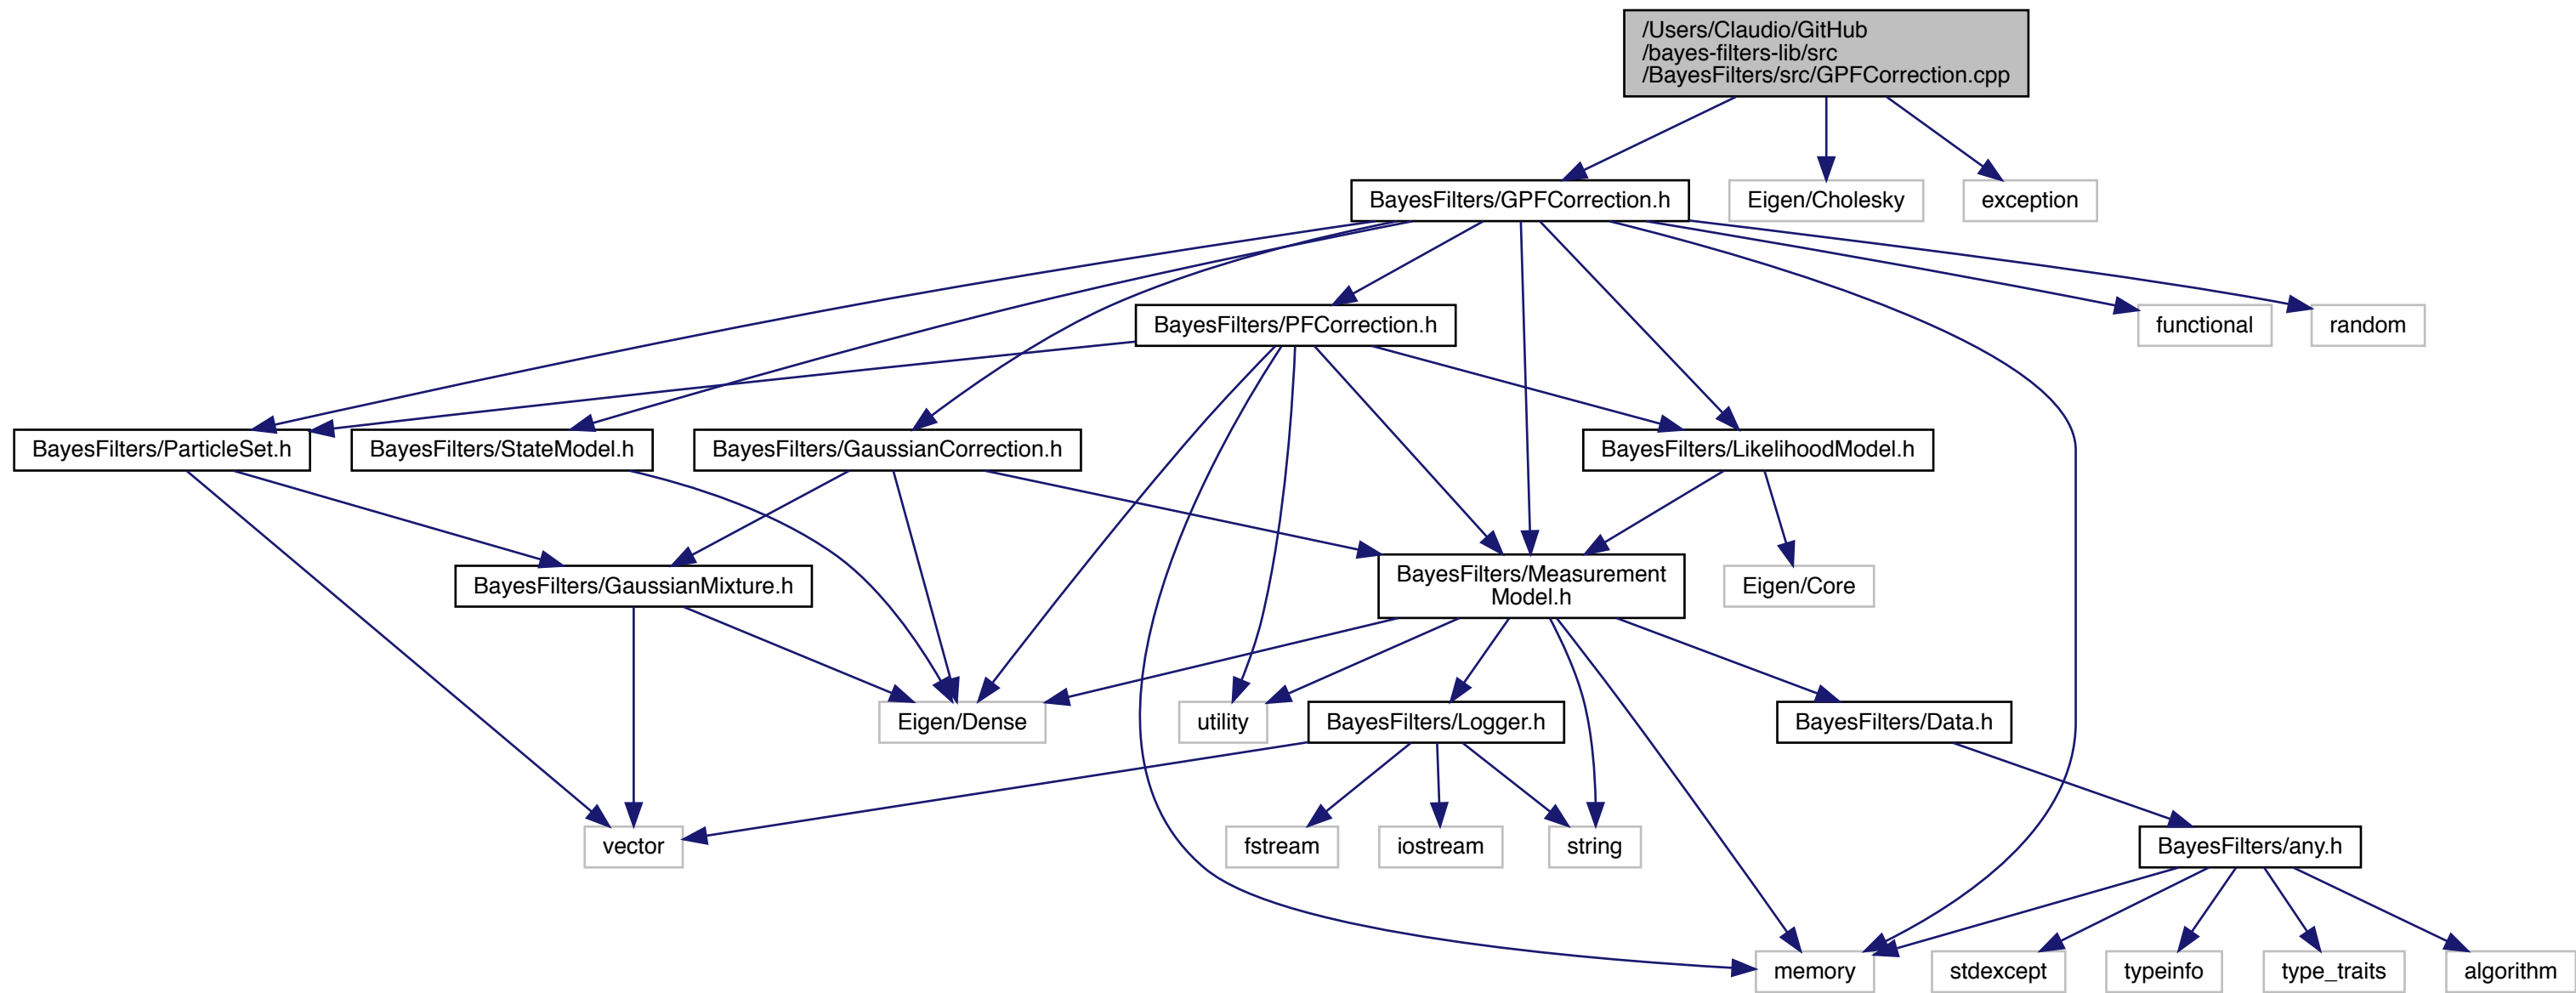 /Users/Claudio/GitHub
/bayes-filters-lib/src
/BayesFilters/src/GPFCorrection.cpp
BayesFilters/GPFCorrection.h
Eigen/Cholesky
exception
BayesFilters/PFCorrection.h
functional
random
BayesFilters/ParticleSet.h
BayesFilters/StateModel.h
BayesFilters/GaussianCorrection.h
BayesFilters/LikelihoodModel.h
BayesFilters/GaussianMixture.h
BayesFilters/Measurement
Model.h
Eigen/Core
Eigen/Dense
utility
BayesFilters/Logger.h
BayesFilters/Data.h
vector
fstream
iostream
string
BayesFilters/any.h
memory
stdexcept
typeinfo
type_traits
algorithm